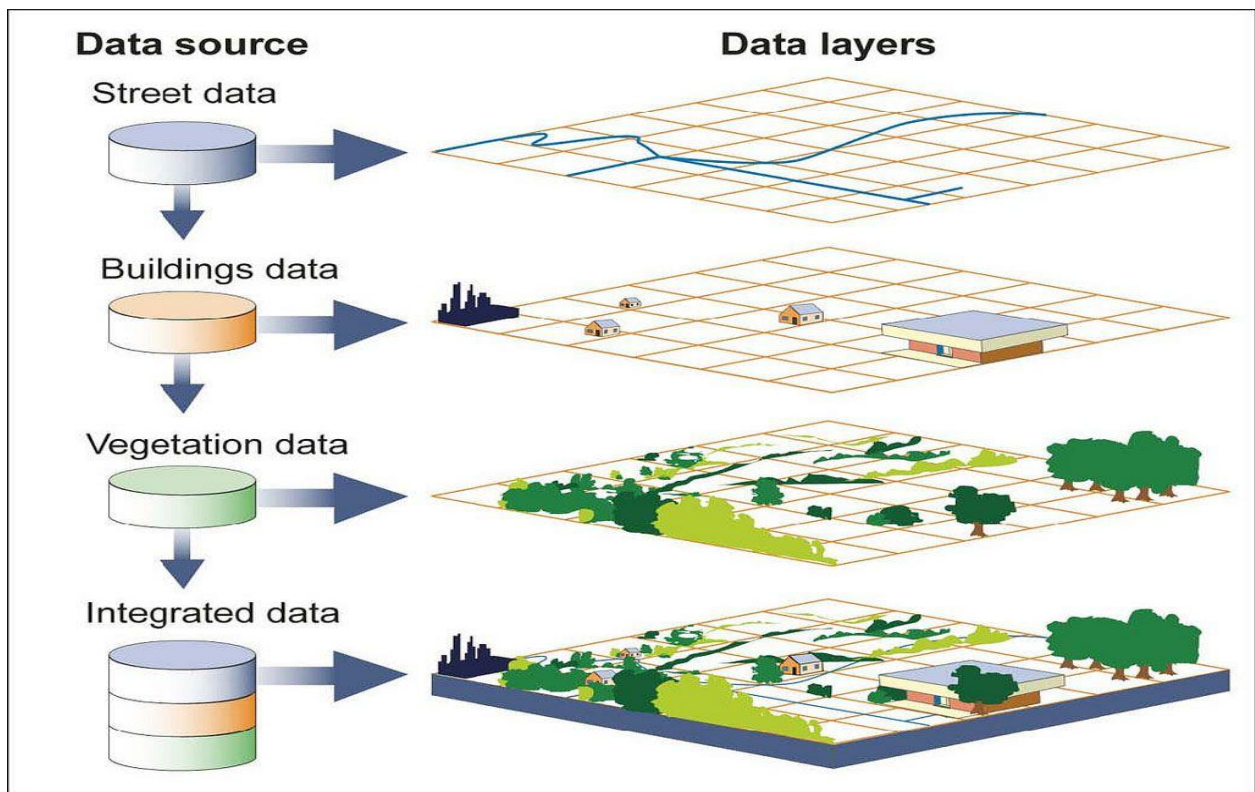 Data source
Data layers
Street data
Buildings data
Vegetation data
Integrated data